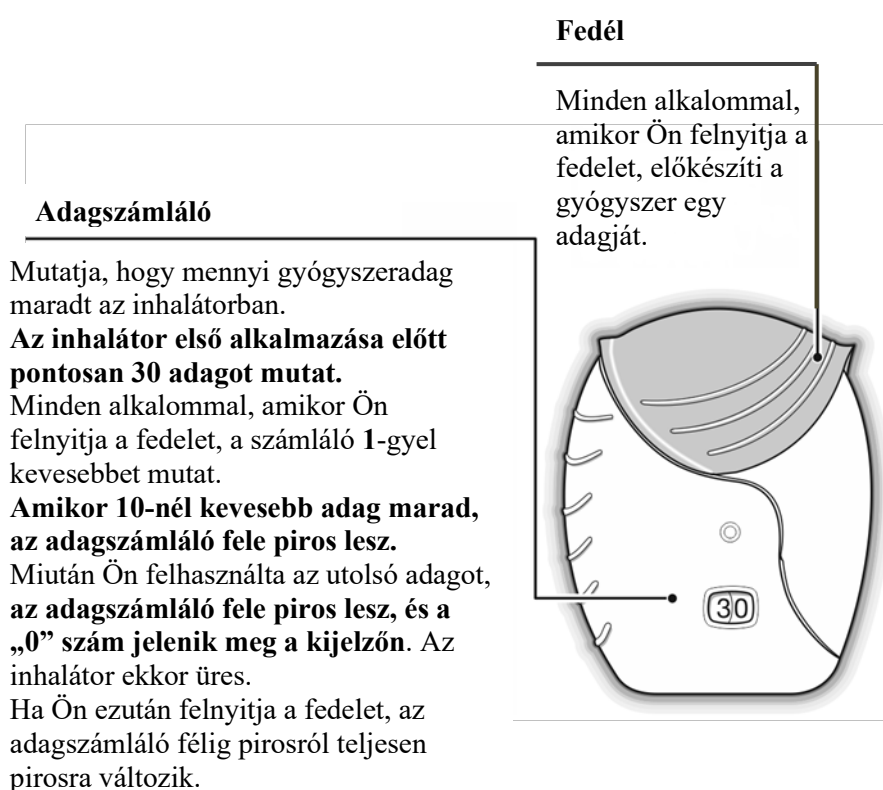 Fedél
Minden alkalommal,
amikor Ön felnyitja a
fedelet, előkészíti a
gyógyszer egy
adagját.
Adagszámláló
Mutatja, hogy mennyi gyógyszeradag
maradt az inhalátorban.
Az inhalátor első alkalmazása előtt
pontosan 30 adagot mutat.
Minden alkalommal, amikor Ön
felnyitja a fedelet, a számláló 1-gyel
kevesebbet mutat.
Amikor 10-nél kevesebb adag marad,
az adagszámláló fele piros lesz.
Miután Ön felhasználta az utolsó adagot,
az adagszámláló fele piros lesz, és a
„0” szám jelenik meg a kijelzőn. Az
inhalátor ekkor üres.
Ha Ön ezután felnyitja a fedelet, az
adagszámláló félig pirosról teljesen
pirosra változik.
30